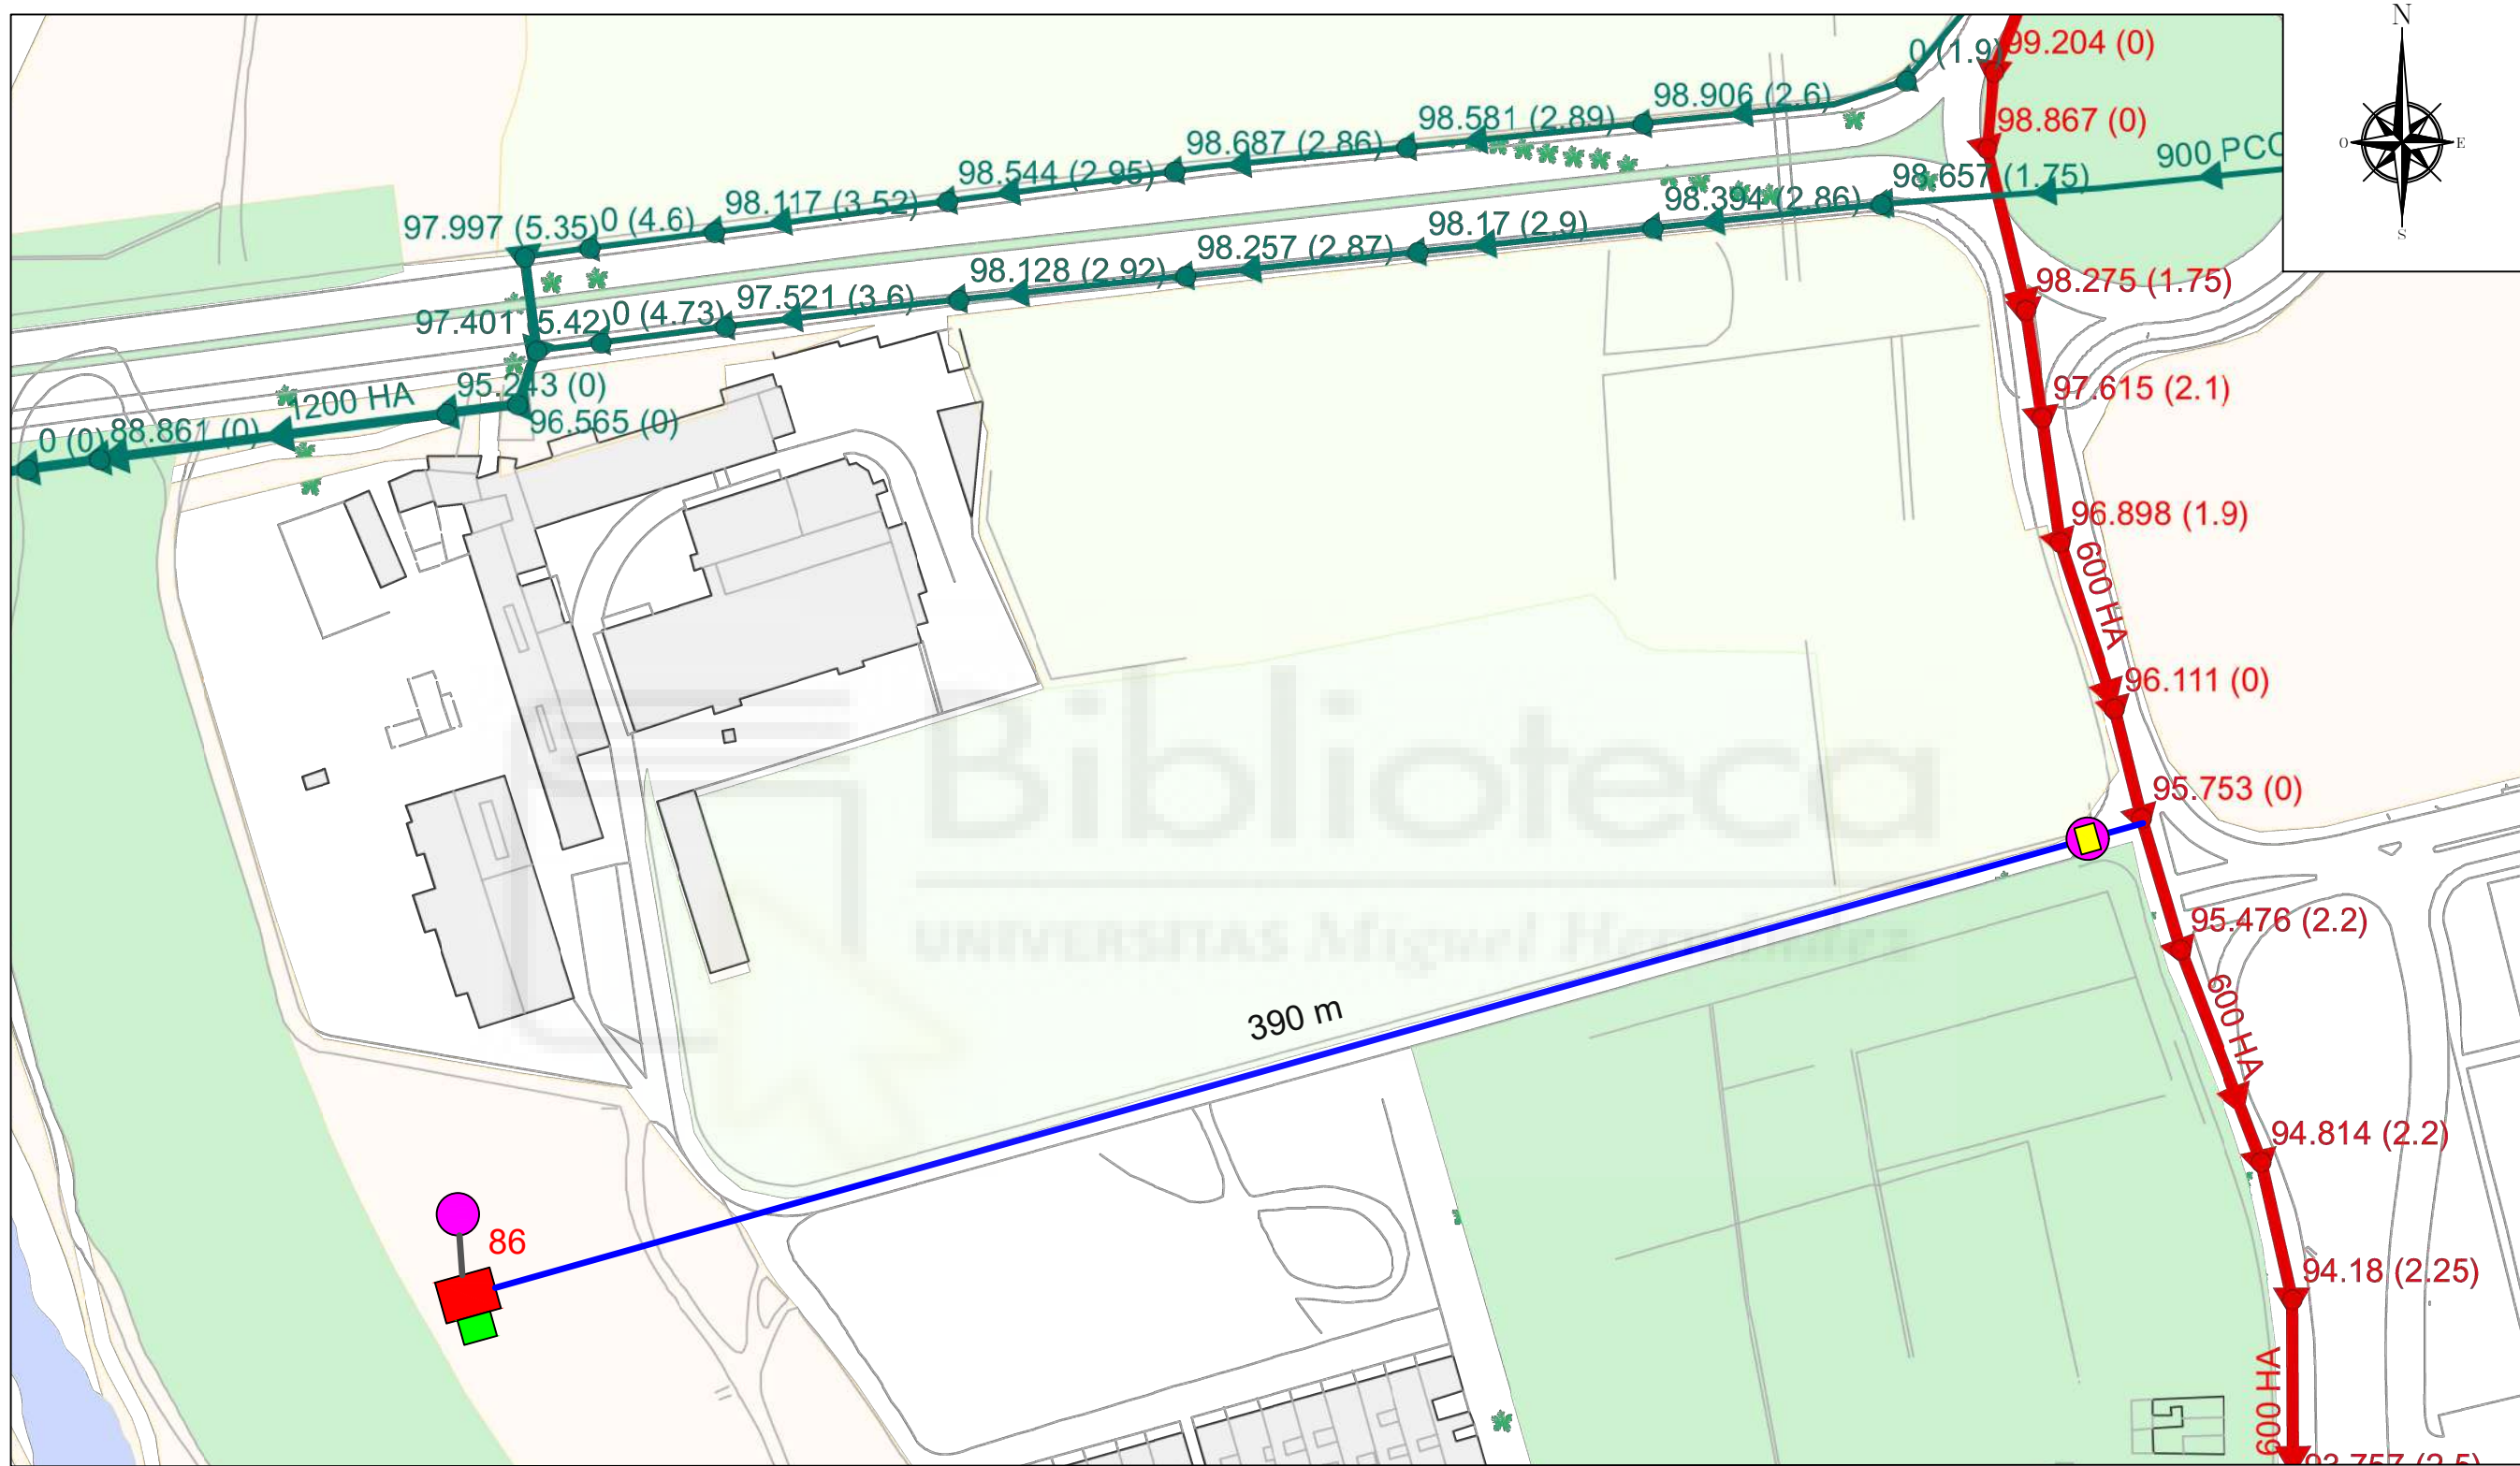 N
O
E
S
0 (1.9)
99.204 (0)
98.906 (2.6)
98.581 (2.89)
98.867 (0)
98.687 (2.86)
900 PCC
98.544 (2.95)
98.657 (1.75)
98.117 (3.52)
98.394 (2.86)
97.997 (5.35)
0 (4.6)
98.17 (2.9)
98.257 (2.87)
98.128 (2.92)
98.275 (1.75)
97.521 (3.6)
97.401 (5.42)
0 (4.73)
97.615 (2.1)
95.243 (0)
1200 HA
96.565 (0)
0 (0)
88.861 (0)
96.898 (1.9)
600 HA
96.111 (0)
95.753 (0)
Biblioteca
UNIVERSITAS Miguel Hernández
95.476 (2.2)
600 HA
390 m
94.814 (2.2)
86
94.18 (2.25)
600 HA
93.757 (2.5)